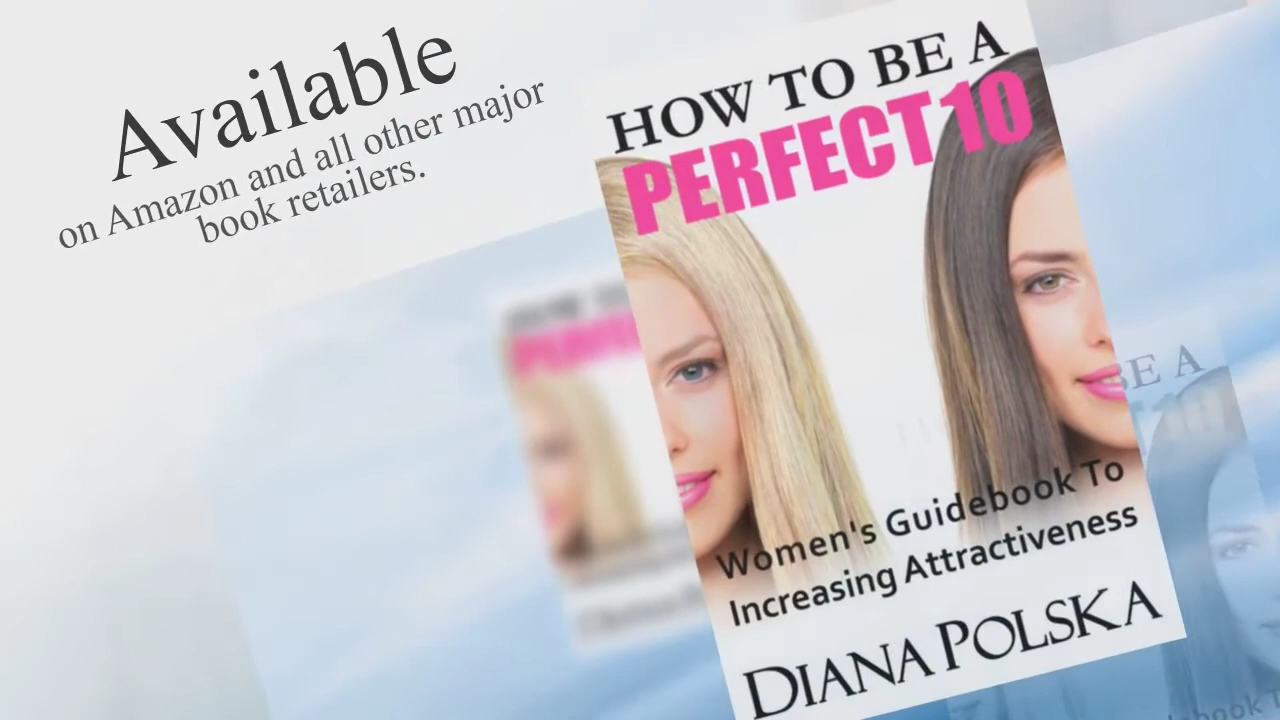 Available
on Amazon and all other major
book retailers.
HOW TO BE A
PERFECT 10
Women's Guidebook To
Increasing Attractiveness
DIANA POLSKA
BE A